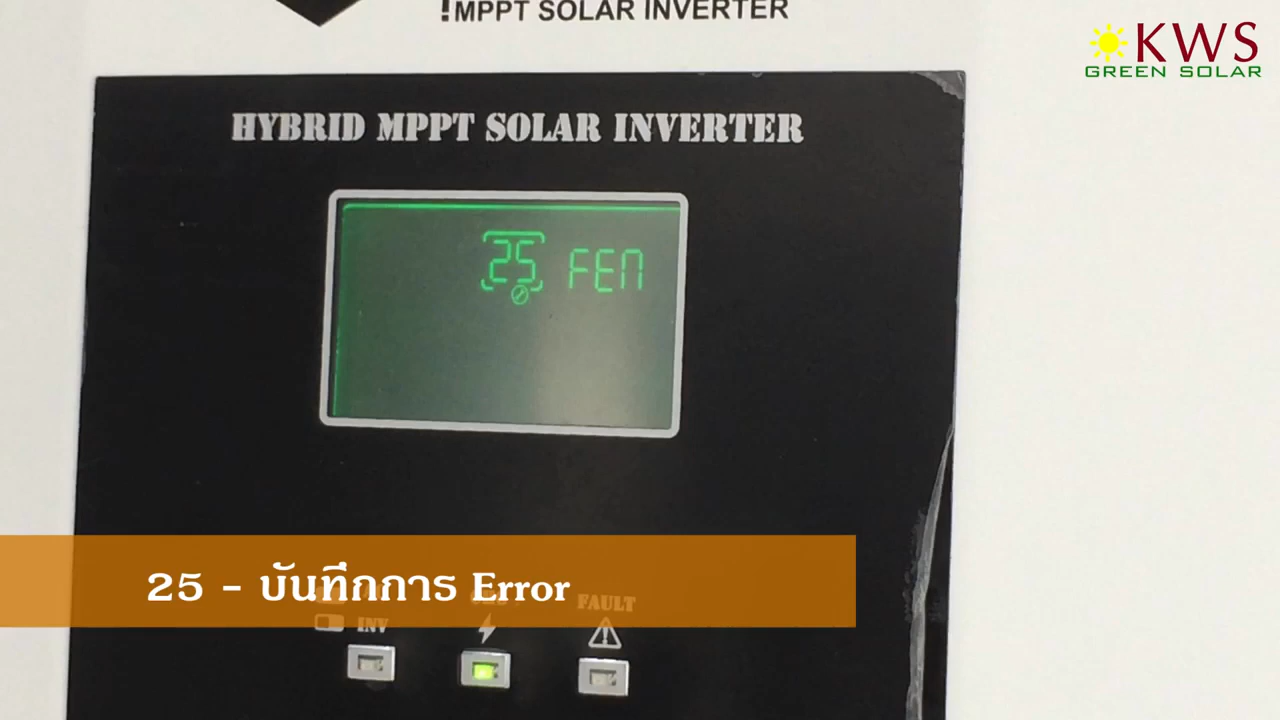 !MPPT SOLAR INVERTER
KWS
GREEN SOLAR
HYBRID MPPT SOLAR INVERTER
25 FEN
25 - บันทึกการ Error
FAULT
INV